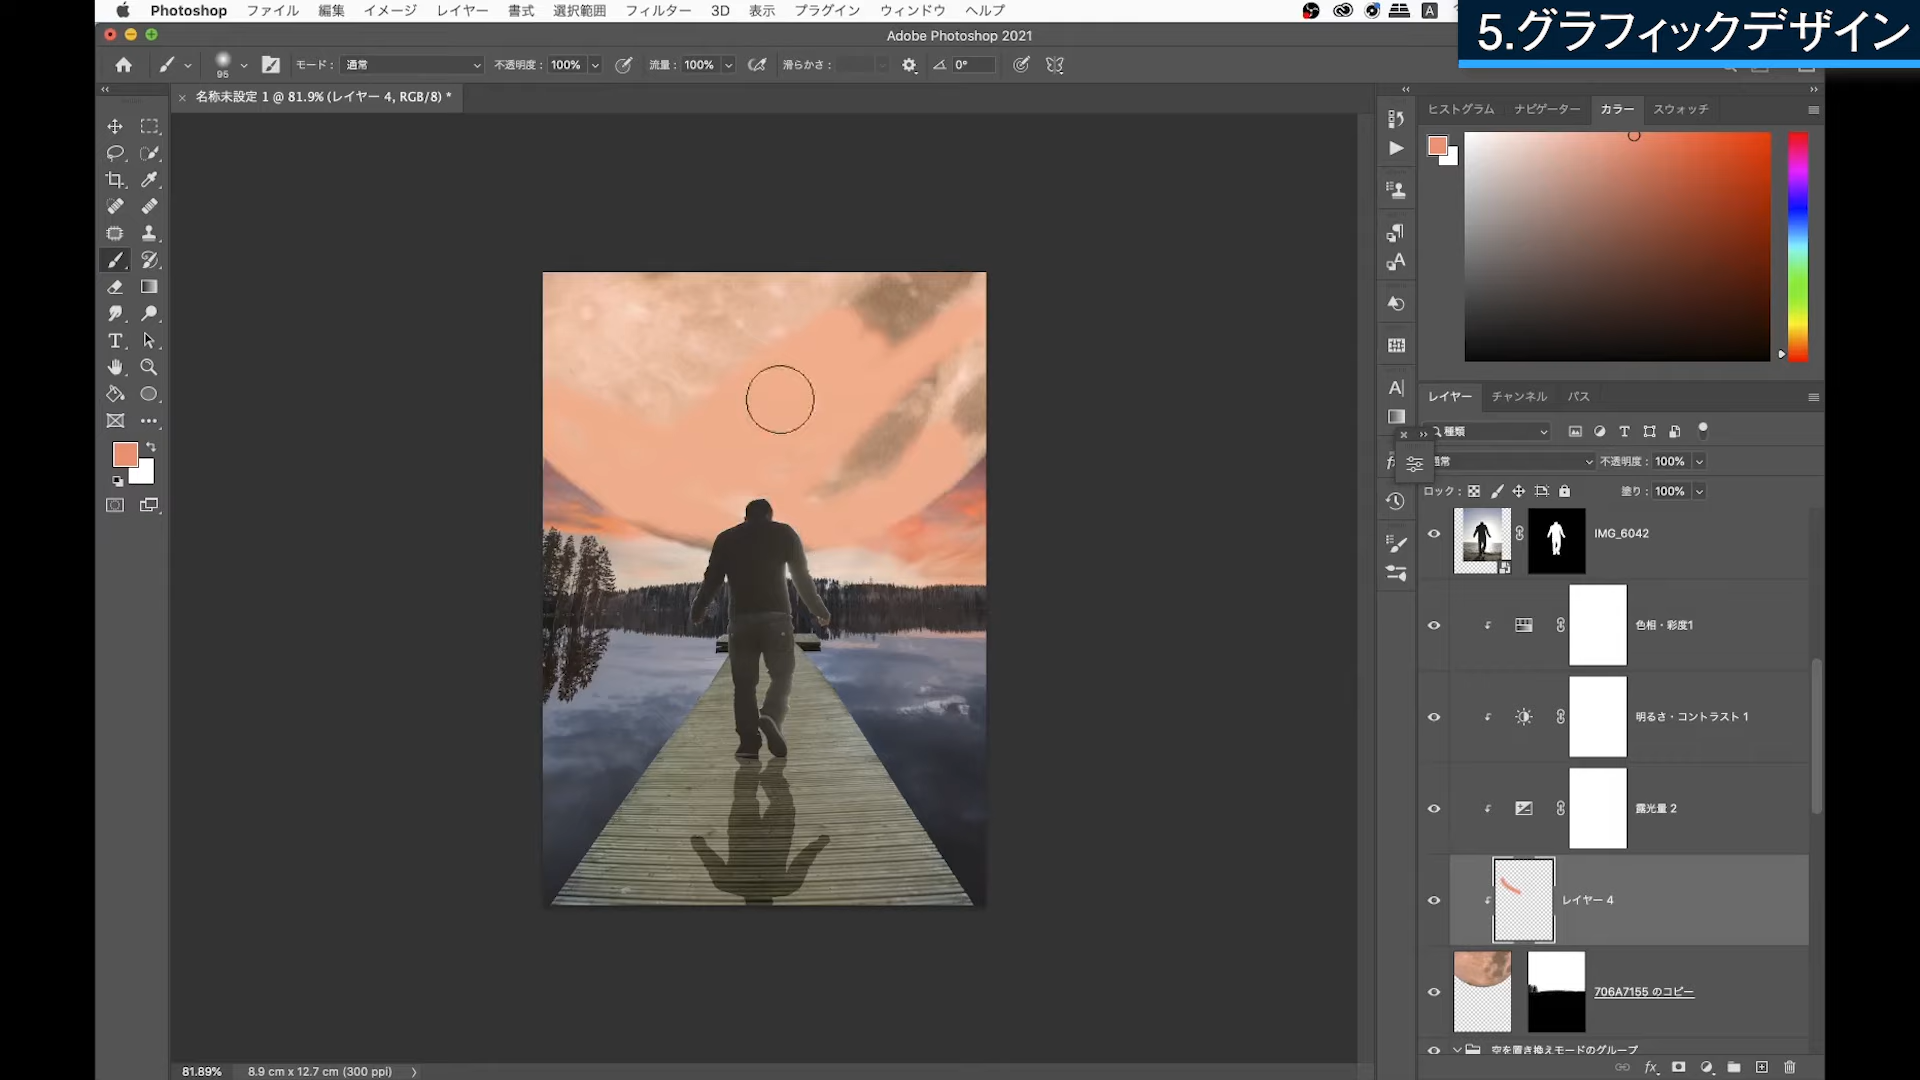 Photoshop ファイル 編集 イメージ レイヤー 書式 選択範囲 フィルター 3D 表示 プラグイン ウィンドウ ヘルプ A
5.グラフィックデザイン
Adobe Photoshop 2021
95 モード： 通常 不透明度： 100% 流量： 100% 滑らかさ： 0°
名称未設定 1 @ 81.9% (レイヤー 4, RGB/8) *
ヒストグラム ナビゲーター カラー スウォッチ
レイヤー チャンネル パス
種類
通常 不透明度： 100%
ロック： 塗り： 100%
IMG_6042
色相・彩度1
明るさ・コントラスト 1
露光量 2
レイヤー 4
706A7155 のコピー
空を置き換えモードのグループ
81.89% 8.9 cm x 12.7 cm (300 ppi)